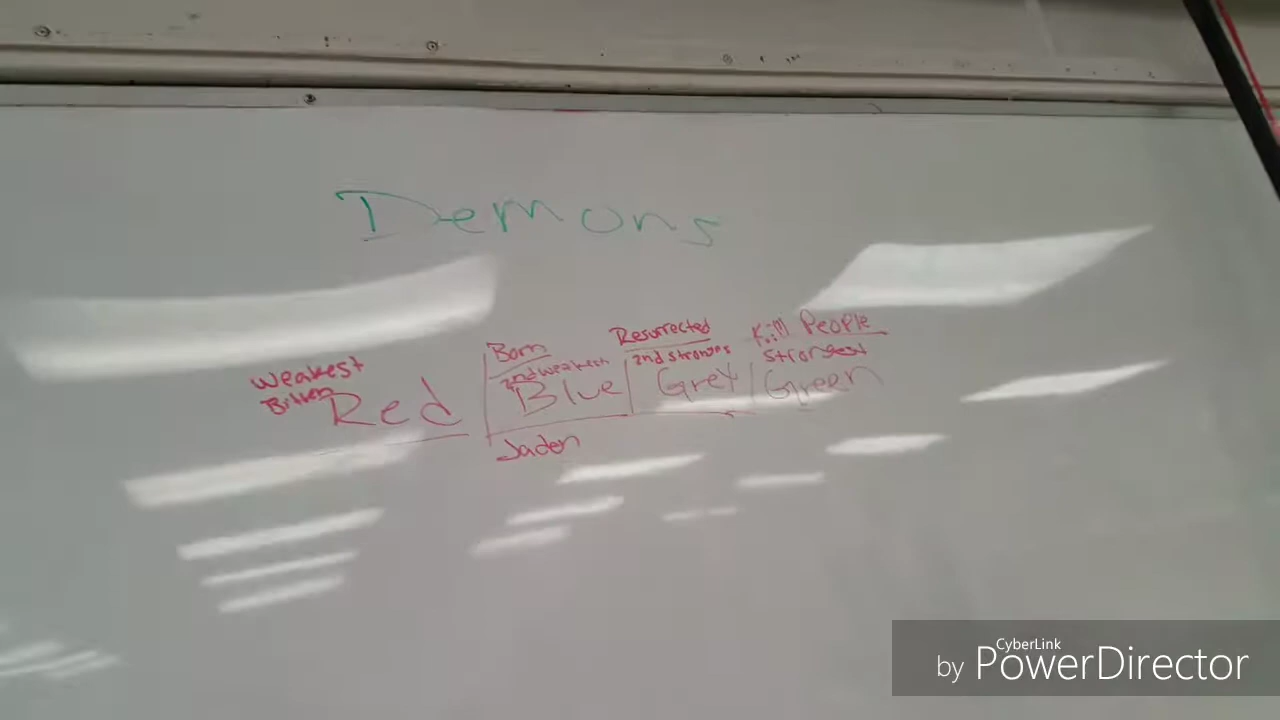 Demons
Weakest
Bitten
Red
Born
2nd weakest
Blue
Jaden
Resurrected
2nd strongest
Grey
Kill People
Strongest
Green
CyberLink
by PowerDirector